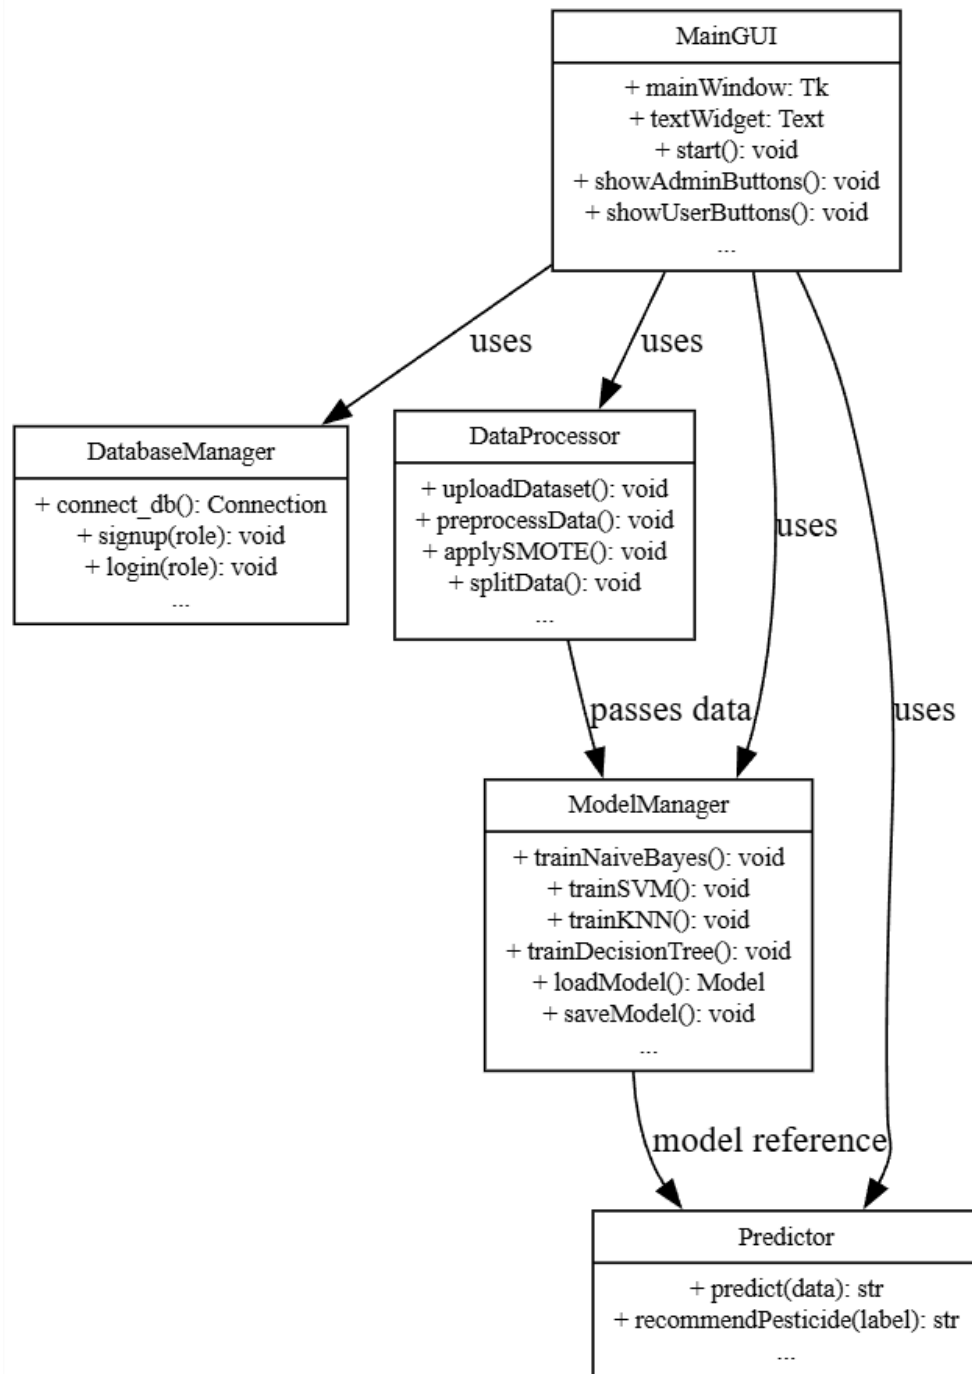 MainGUI
+ mainWindow: Tk
+ textWidget: Text
+ start(): void
+ showAdminButtons(): void
+ showUserButtons(): void
...
uses
uses
DatabaseManager
+ connect_db(): Connection
+ signup(role): void
+ login(role): void
...
DataProcessor
+ uploadDataset(): void
+ preprocessData(): void
+ applySMOTE(): void
+ splitData(): void
...
uses
passes data
uses
ModelManager
+ trainNaiveBayes(): void
+ trainSVM(): void
+ trainKNN(): void
+ trainDecisionTree(): void
+ loadModel(): Model
+ saveModel(): void
...
model reference
Predictor
+ predict(data): str
+ recommendPesticide(label): str
...